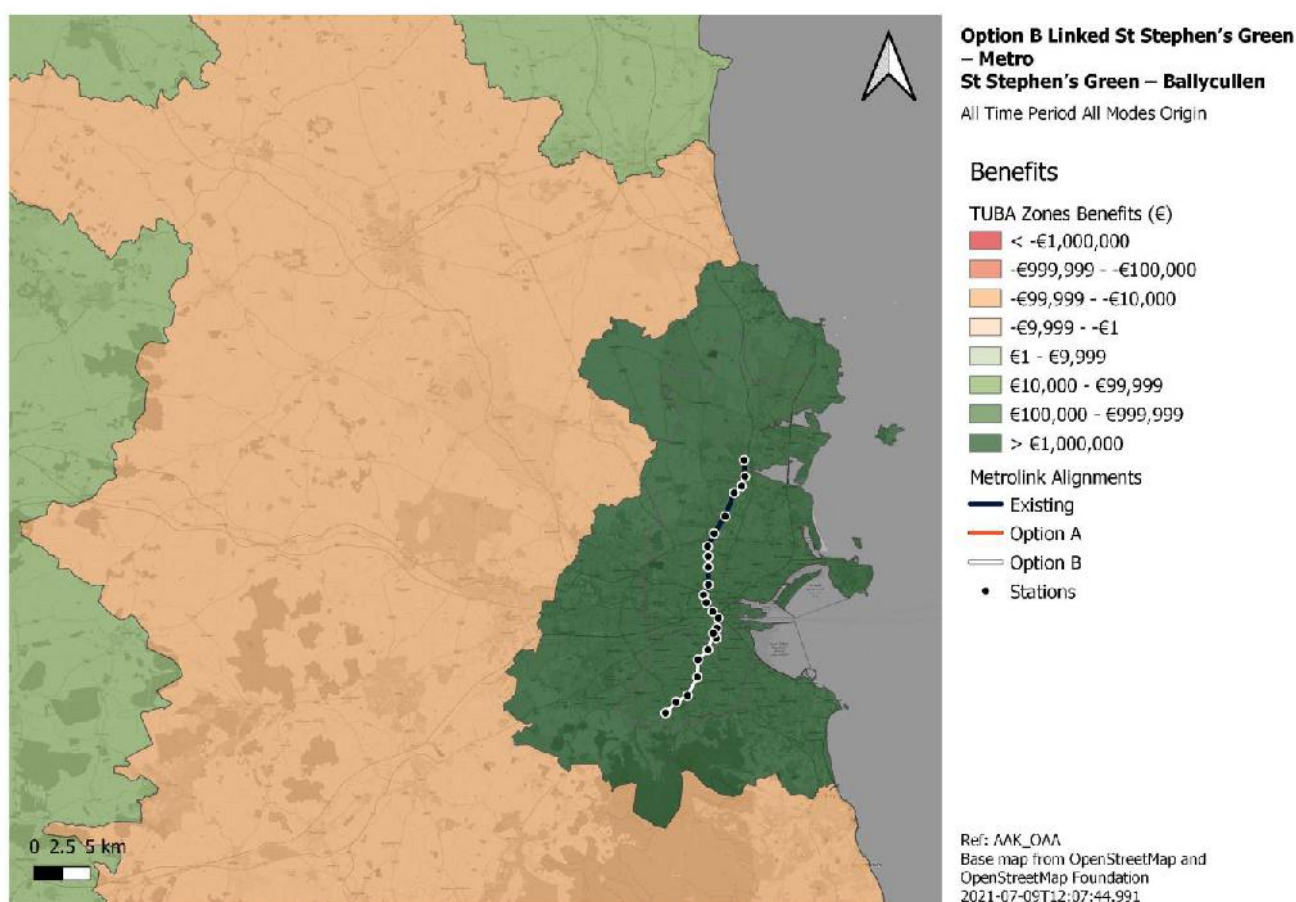 Option B Linked St Stephen's Green
– Metro
St Stephen's Green – Ballycullen
All Time Period All Modes Origin
Benefits
TUBA Zones Benefits (€)
< -€1,000,000
-€999,999 - -€100,000
-€99,999 - -€10,000
-€9,999 - -€1
€1 - €9,999
€10,000 - €99,999
€100,000 - €999,999
> €1,000,000
Metrolink Alignments
Existing
Option A
Option B
Stations
0 2.5 5 km
Ref: AAK_OAA
Base map from OpenStreetMap and
OpenStreetMap Foundation
2021-07-09T12:07:44.991